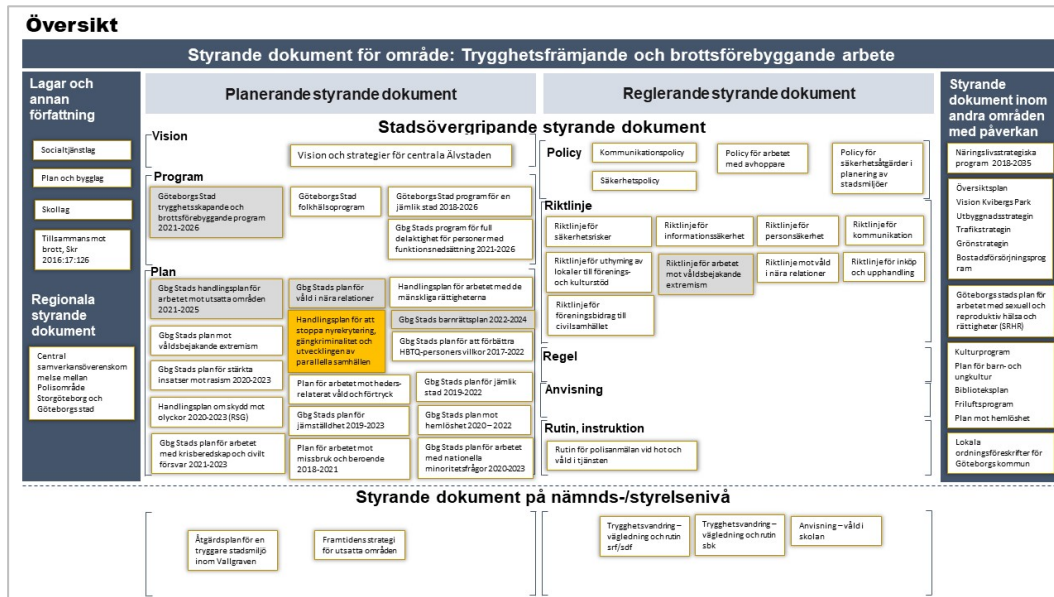 Översikt
Styrande dokument för område: Trygghetsfrämjande och brottsförebyggande arbete
Lagar och
annan
författning
Socialtjänstlag
Plan och bygglag
Skollag
Tillsammans mot
brott, Skr
2016:17:126
Regionala
styrande
dokument
Central
samverkansöverenskom
melse mellan
Polisområde
Storgöteborg och
Göteborgs stad
Planerande styrande dokument
Reglerande styrande dokument
Stadsövergripande styrande dokument
Vision
Vision och strategier för centrala Älvstaden
Program
Göteborg Stad
trygghetsskapande och
brottsförebyggande program
2021-2026
Göteborg Stad
folkhälsoprogram
Göteborg Stad program för en
jämlik stad 2018-2026
Gbg Stads program för full
delaktighet för personer med
funktionsnedsättning 2021-2026
Plan
Gbg Stads handlingsplan för
arbetet mot utsatta områden
2021-2025
Gbg Stads plan för
våld i nära relationer
Handlingsplan för arbetet med de
mänskliga rättigheterna
Gbg Stads plan mot
våldsbejakande extremism
Handlingsplan för att
stoppa nyrekrytering,
gängkriminalitet och
utvecklingen av
parallella samhällen
Gbg Stads barnrättsplan 2022-2024
Gbg Stads plan för att förbättra
HBTQ-personers villkor 2017-2022
Gbg Stads plan för stärkta
insatser mot rasism 2020-2023
Plan för arbetet mot heders-
relaterat våld och förtryck
Gbg Stads plan för jämlik
stad 2019-2022
Handlingsplan om skydd mot
olyckor 2020-2023 (RSG)
Gbg Stads plan för
jämställdhet 2019-2023
Gbg Stads plan mot
hemlöshet 2020 – 2022
Gbg Stads plan för arbetet
med krisberedskap och civilt
försvar 2021-2023
Plan för arbetet mot
missbruk och beroende
2018-2021
Gbg Stads plan för arbetet
med nationella
minoritetsfrågor 2020-2023
Policy
Kommunikationspolicy
Säkerhetspolicy
Policy för arbetet
med avhoppare
Policy för
säkerhetsåtgärder i
planering av
stadsmiljöer
Riktlinje
Riktlinje för
säkerhetsrisker
Riktlinje för
informationssäkerhet
Riktlinje för
personsäkerhet
Riktlinje för
kommunikation
Riktlinje för uthyrning av
lokaler till förenings-
och kulturstöd
Riktlinje för arbetet
mot våldsbejakande
extremism
Riktlinje mot våld
i nära relationer
Riktlinje för inköp
och upphandling
Riktlinje för
föreningsbidrag till
civilsamhället
Regel
Anvisning
Rutin, instruktion
Rutin för polisanmälan vid hot och
våld i tjänsten
Styrande
dokument inom
andra områden
med påverkan
Näringslivsstrategiska
program 2018-2035
Översiktsplan
Vision Kvibergs Park
Utbyggnadsstrategin
Trafikstrategin
Grönstrategin
Bostadsförsörjningsprog
ram
Göteborgs stads plan för
arbetet med sexuell och
reproduktiv hälsa och
rättigheter (SRHR)
Kulturprogram
Plan för barn- och
ungkultur
Biblioteksplan
Friluftsprogram
Plan mot hemlöshet
Lokala
ordningsföreskrifter för
Göteborgs kommun
Styrande dokument på nämnds-/styrelsenivå
Åtgärdsplan för en
tryggare stadsmiljö
inom Vallgraven
Framtidens strategi
för utsatta områden
Trygghetsvandring –
vägledning och rutin
srf/sdf
Trygghetsvandring –
vägledning och rutin
sbk
Anvisning – våld i
skolan